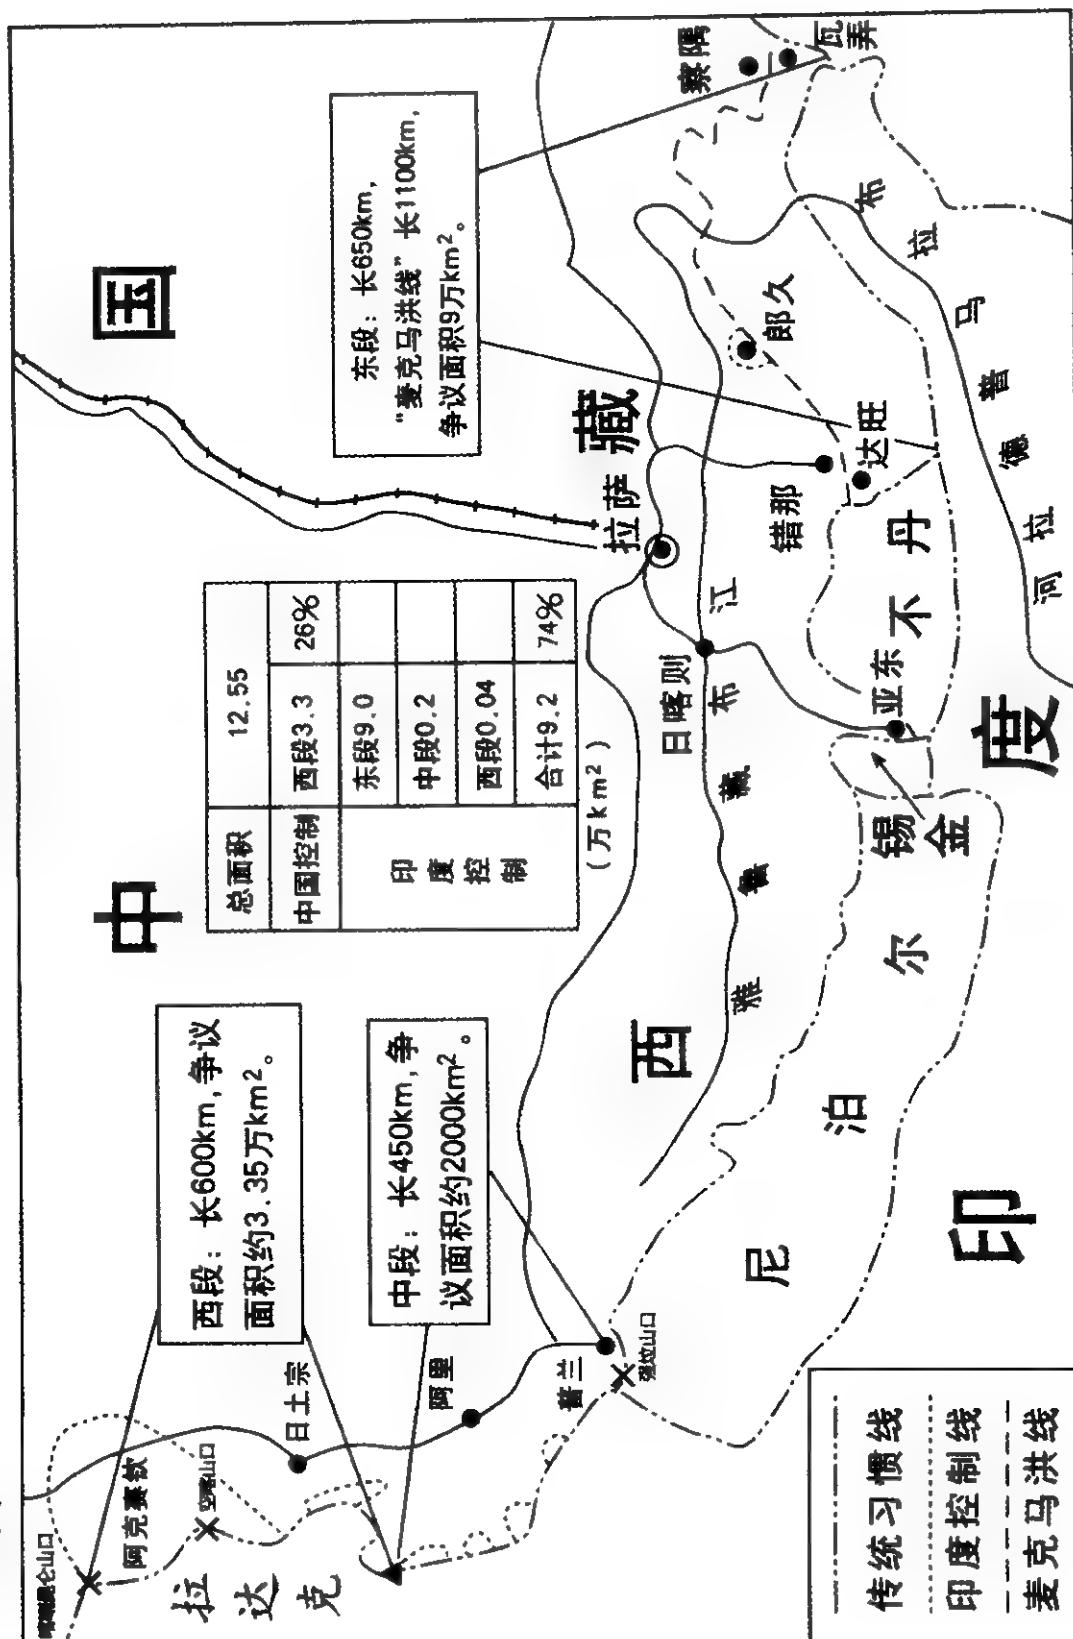 中国
西藏
印度
尼泊尔
不丹
锡金
拉达克
西段：长600km，争议
面积约3.35万km²。
中段：长450km，争
议面积约2000km²。
东段：长650km，
“麦克马洪线”长1100km，
争议面积9万km²。
总面积 12.55
中国控制 西段3.3 26%
印度控制 东段9.0
中段0.2
西段0.04
合计9.2 74%
(万km²)
喀喇昆仑山口
阿克赛钦
空喀山口
日土宗
阿里
普兰
强拉山口
拉萨
日喀则
亚东
错那
达旺
郎久
察隅
瓦弄
雅鲁藏布江
布拉马普德拉河
传统习惯线
印度控制线
麦克马洪线